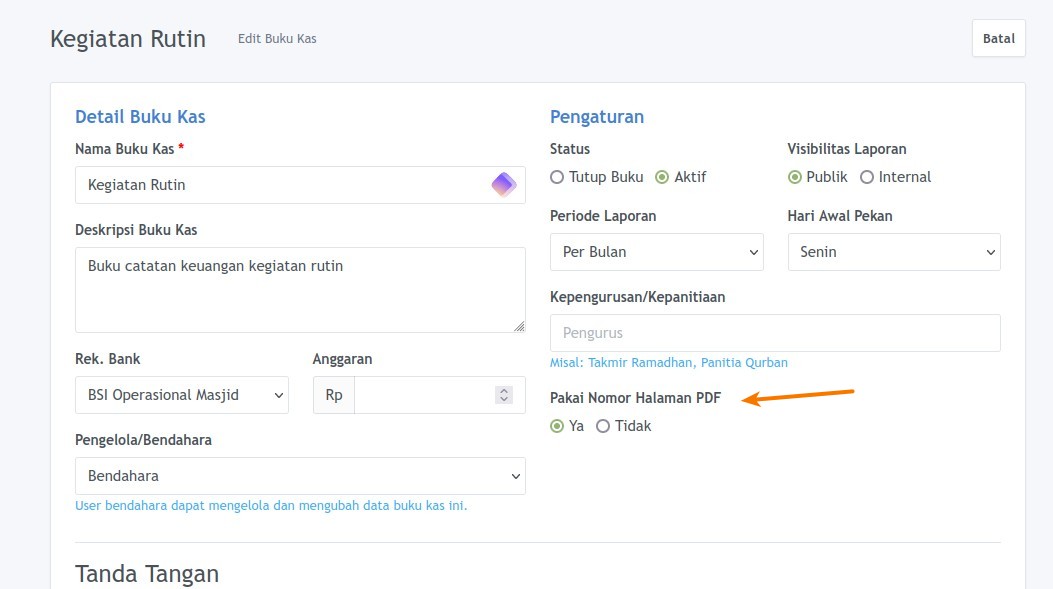 Kegiatan Rutin
Edit Buku Kas
Batal
Detail Buku Kas
Nama Buku Kas *
Kegiatan Rutin
Deskripsi Buku Kas
Buku catatan keuangan kegiatan rutin
Rek. Bank
Anggaran
BSI Operasional Masjid
Rp
Pengelola/Bendahara
Bendahara
User bendahara dapat mengelola dan mengubah data buku kas ini.
Pengaturan
Status
Visibilitas Laporan
Tutup Buku
Aktif
Publik
Internal
Periode Laporan
Hari Awal Pekan
Per Bulan
Senin
Kepengurusan/Kepanitiaan
Pengurus
Misal: Takmir Ramadhan, Panitia Qurban
Pakai Nomor Halaman PDF
Ya
Tidak
Tanda Tangan